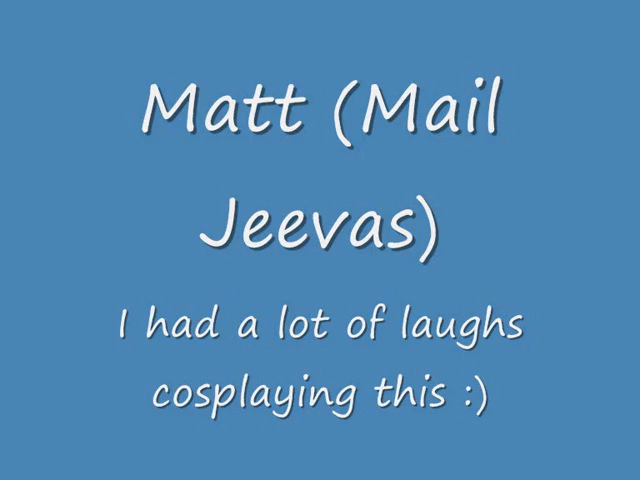 Matt (Mail
Jeevas)
I had a lot of laughs
cosplaying this :)